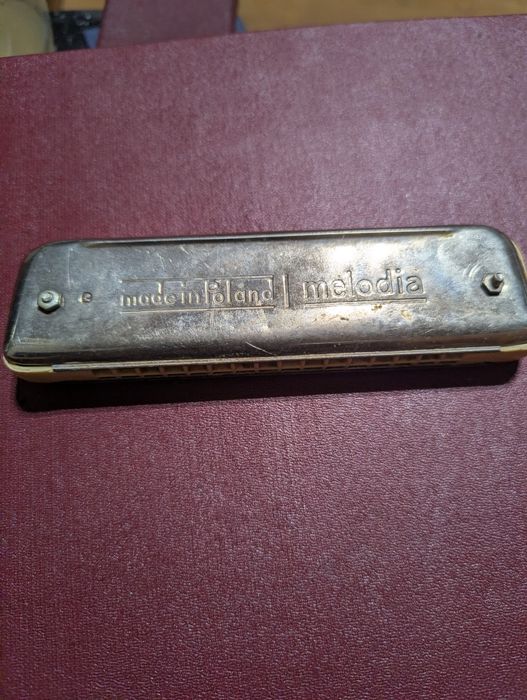 made in Poland | melodia